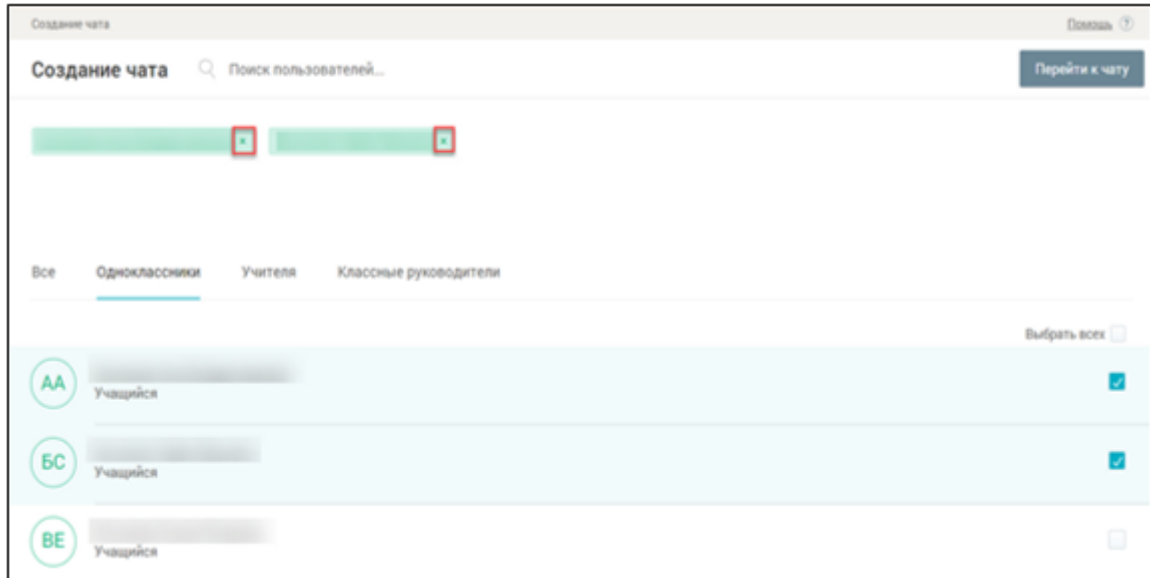 Создание чата Помощь ?
Создание чата Поиск пользователей... Перейти к чату
× ×
Все Одноклассники Учителя Классные руководители
Выбрать всех
АА
Учащийся
БС
Учащийся
ВЕ
Учащийся